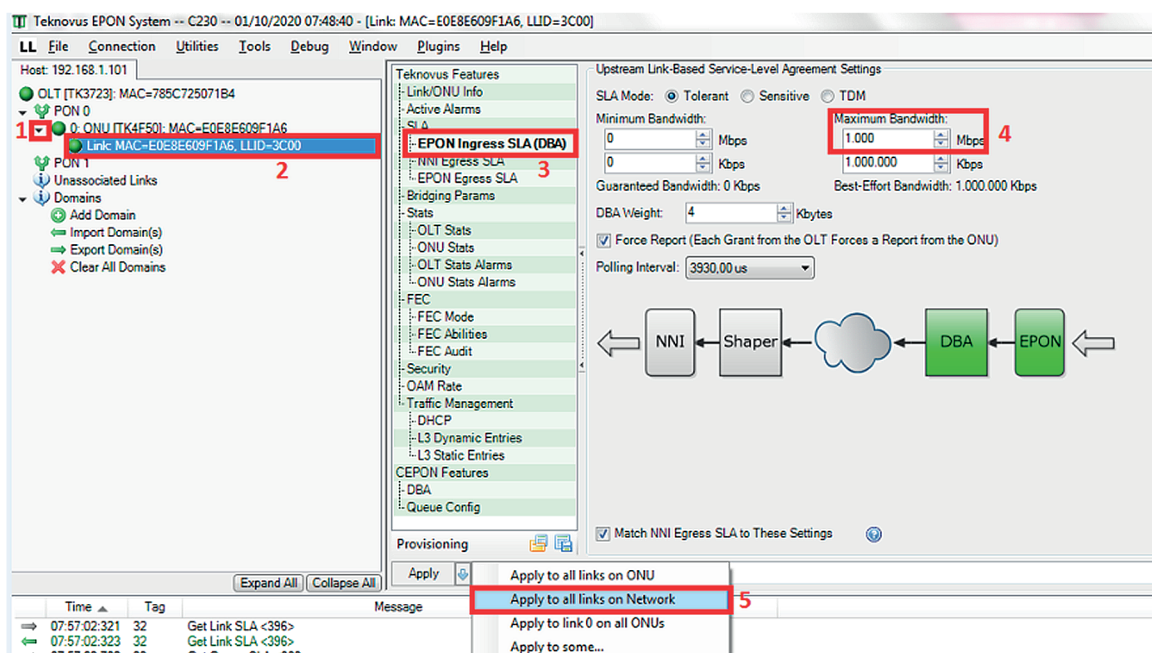 Teknovus EPON System -- C230 -- 01/10/2020 07:48:40 - [Link: MAC=E0E8E609F1A6, LLID=3C00]
LL File Connection Utilities Tools Debug Window Plugins Help
Host: 192.168.1.101
OLT [TK3723]: MAC=785C725071B4
PON 0
1
0: ONU [TK4F50]: MAC=E0E8E609F1A6
Link: MAC=E0E8E609F1A6, LLID=3C00
2
PON 1
Unassociated Links
Domains
Add Domain
Import Domain(s)
Export Domain(s)
Clear All Domains
Expand All Collapse All
Teknovus Features
Link/ONU Info
Active Alarms
SLA
EPON Ingress SLA (DBA)
3
NNI Egress SLA
EPON Egress SLA
Bridging Params
Stats
OLT Stats
ONU Stats
OLT Stats Alarms
ONU Stats Alarms
FEC
FEC Mode
FEC Abilities
FEC Audit
Security
OAM Rate
Traffic Management
DHCP
L3 Dynamic Entries
L3 Static Entries
CEPON Features
DBA
Queue Config
Provisioning
Apply
Upstream Link-Based Service-Level Agreement Settings
SLA Mode: Tolerant Sensitive TDM
Minimum Bandwidth: Maximum Bandwidth:
0 Mbps 1.000 Mbps 4
0 Kbps 1.000.000 Kbps
Guaranteed Bandwidth: 0 Kbps Best-Effort Bandwidth: 1.000.000 Kbps
DBA Weight: 4 Kbytes
Force Report (Each Grant from the OLT Forces a Report from the ONU)
Polling Interval: 3930,00 us
NNI Shaper DBA EPON
Match NNI Egress SLA to These Settings
Apply to all links on ONU
Apply to all links on Network 5
Apply to link 0 on all ONUs
Apply to some...
Time Tag Message
07:57:02:321 32 Get Link SLA <396>
07:57:02:323 32 Get Link SLA <396>